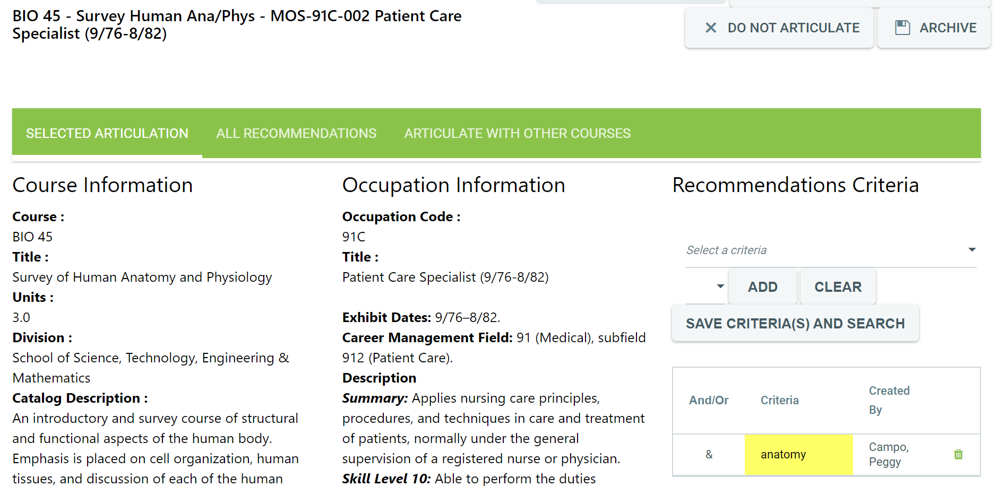 BIO 45 - Survey Human Ana/Phys - MOS-91C-002 Patient Care
Specialist (9/76-8/82)
DO NOT ARTICULATE
ARCHIVE
SELECTED ARTICULATION
ALL RECOMMENDATIONS
ARTICULATE WITH OTHER COURSES
Course Information
Course :
BIO 45
Title :
Survey of Human Anatomy and Physiology
Units :
3.0
Division :
School of Science, Technology, Engineering &
Mathematics
Catalog Description :
An introductory and survey course of structural
and functional aspects of the human body.
Emphasis is placed on cell organization, human
tissues, and discussion of each of the human
Occupation Information
Occupation Code :
91C
Title :
Patient Care Specialist (9/76-8/82)
Exhibit Dates: 9/76–8/82.
Career Management Field: 91 (Medical), subfield
912 (Patient Care).
Description
Summary: Applies nursing care principles,
procedures, and techniques in care and treatment
of patients, normally under the general
supervision of a registered nurse or physician.
Skill Level 10: Able to perform the duties
Recommendations Criteria
Select a criteria
ADD
CLEAR
SAVE CRITERIA(S) AND SEARCH
And/Or
Criteria
Created
By
&
anatomy
Campo,
Peggy